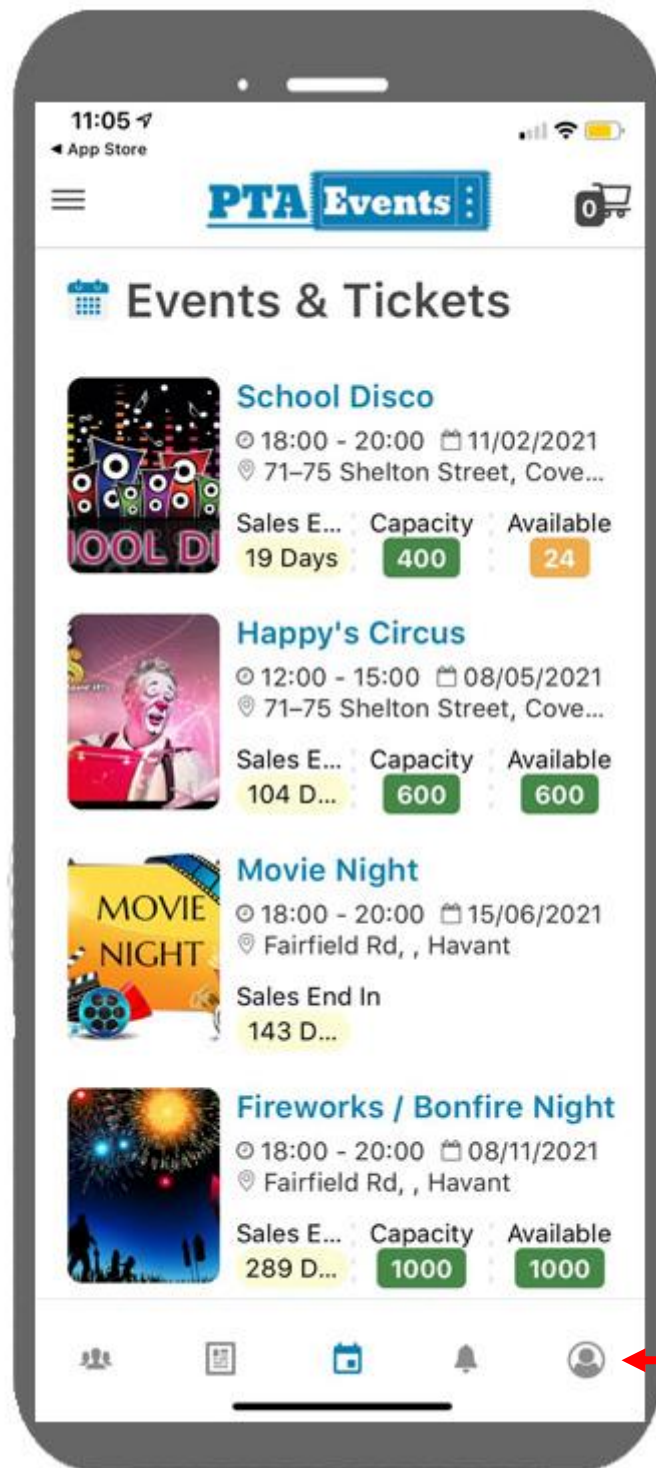 11:05
◀ App Store
PTA Events
0
Events & Tickets
School Disco
18:00 - 20:00 11/02/2021
71–75 Shelton Street, Cove...
Sales E... Capacity Available
19 Days 400 24
OOL DI
Happy's Circus
12:00 - 15:00 08/05/2021
71–75 Shelton Street, Cove...
Sales E... Capacity Available
104 D... 600 600
Movie Night
MOVIE
NIGHT
18:00 - 20:00 15/06/2021
Fairfield Rd, , Havant
Sales End In
143 D...
Fireworks / Bonfire Night
18:00 - 20:00 08/11/2021
Fairfield Rd, , Havant
Sales E... Capacity Available
289 D... 1000 1000